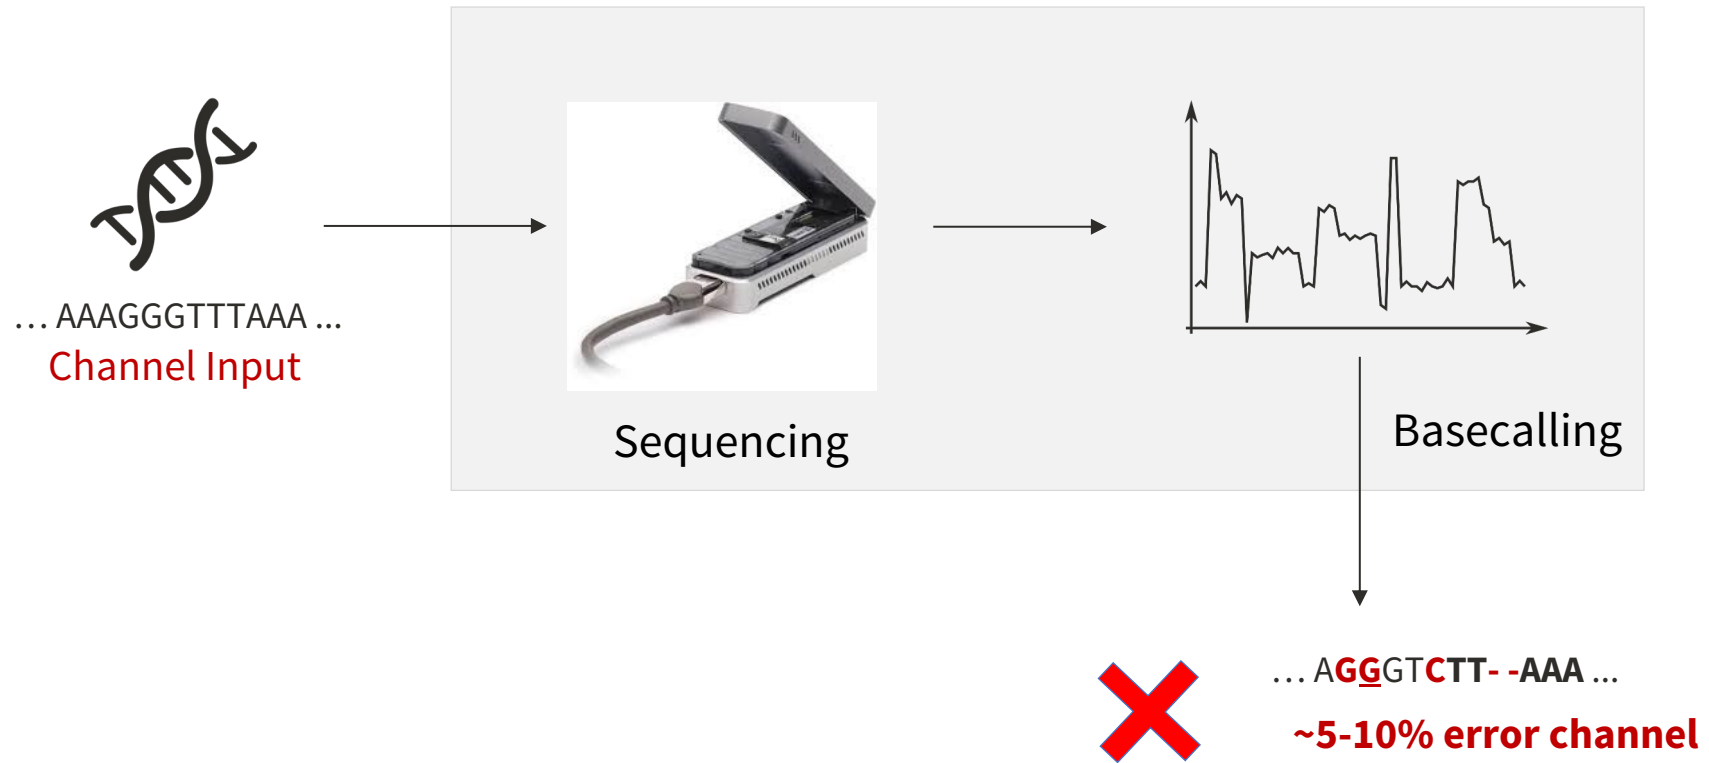 … AAAGGGTTTAAA ...
Channel Input
Sequencing
Basecalling
… AGGGTCTT- -AAA ...
~5-10% error channel